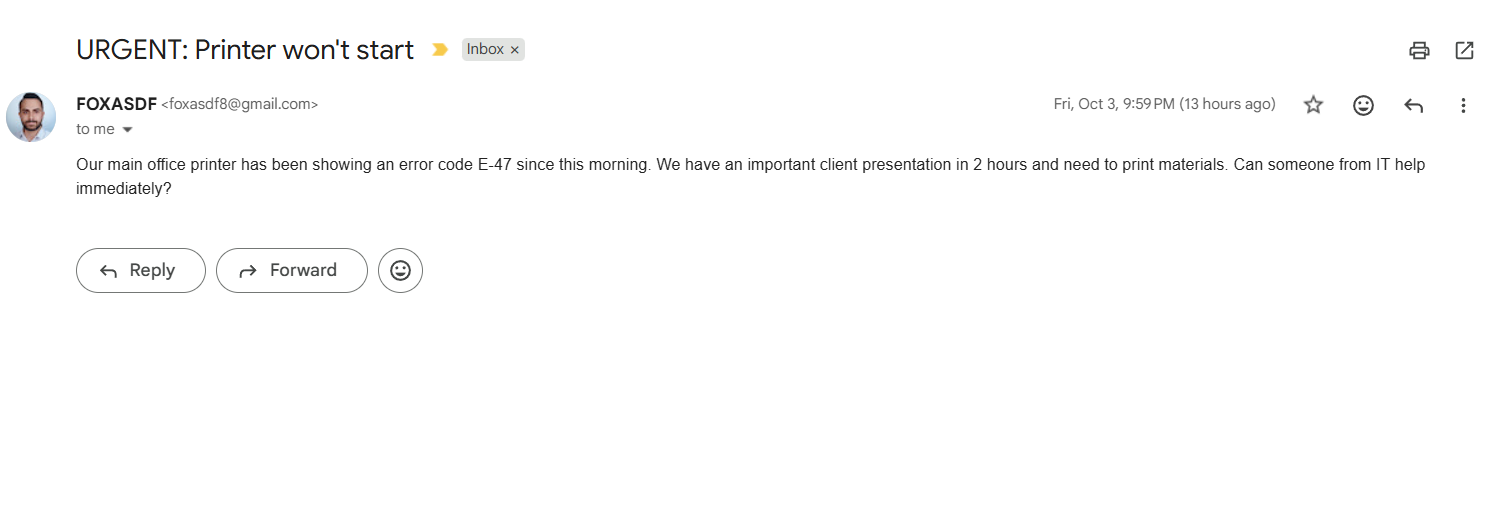 URGENT: Printer won't start Inbox ×
FOXASDF <foxasdf8@gmail.com> Fri, Oct 3, 9:59 PM (13 hours ago)
to me
Our main office printer has been showing an error code E-47 since this morning. We have an important client presentation in 2 hours and need to print materials. Can someone from IT help
immediately?
Reply Forward